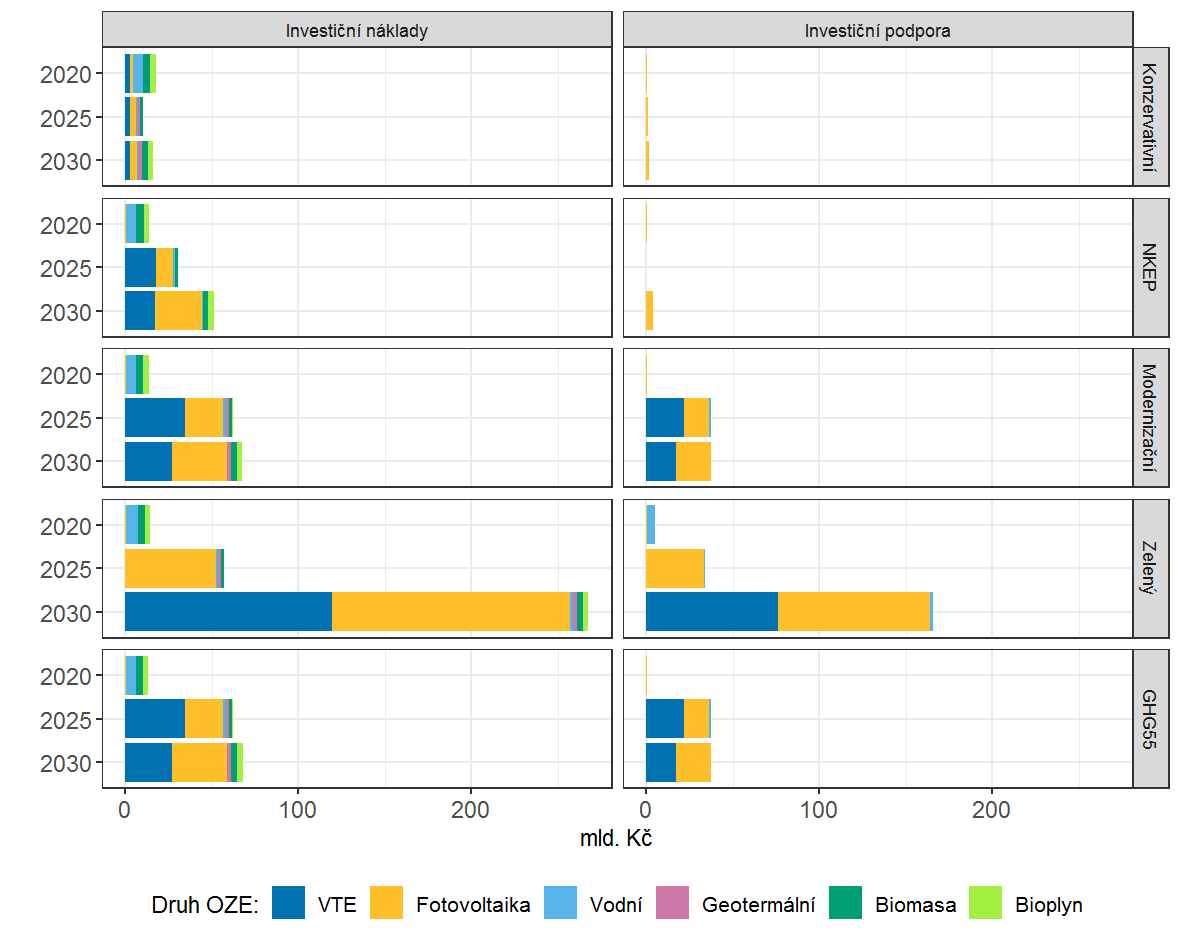 Investiční náklady
Investiční podpora
2020
2025
2030
Konzervativní
2020
2025
2030
NKEP
2020
2025
2030
Modernizační
2020
2025
2030
Zelený
2020
2025
2030
GHG55
0 100 200
0 100 200
mld. Kč
Druh OZE: VTE Fotovoltaika Vodní Geotermální Biomasa Bioplyn